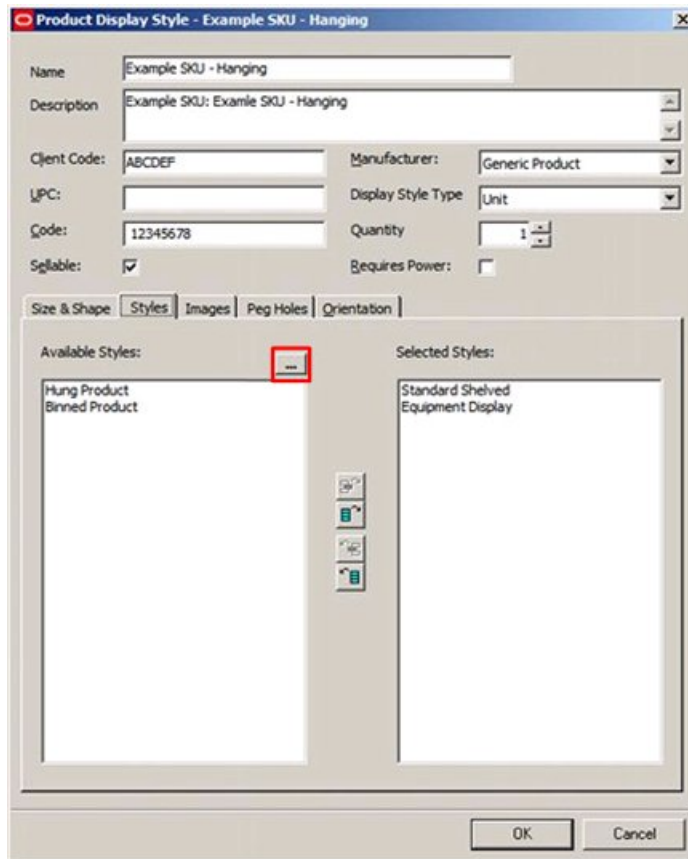 Product Display Style - Example SKU - Hanging
Name
Example SKU - Hanging
Description
Example SKU: Examle SKU - Hanging
Client Code:
ABCDEF
Manufacturer:
Generic Product
UPC:
Display Style Type
Unit
Code:
12345678
Quantity
1
Sellable:
Requires Power:
Size & Shape
Styles
Images
Peg Holes
Orientation
Available Styles:
...
Selected Styles:
Hung Product
Binned Product
Standard Shelved
Equipment Display
OK
Cancel